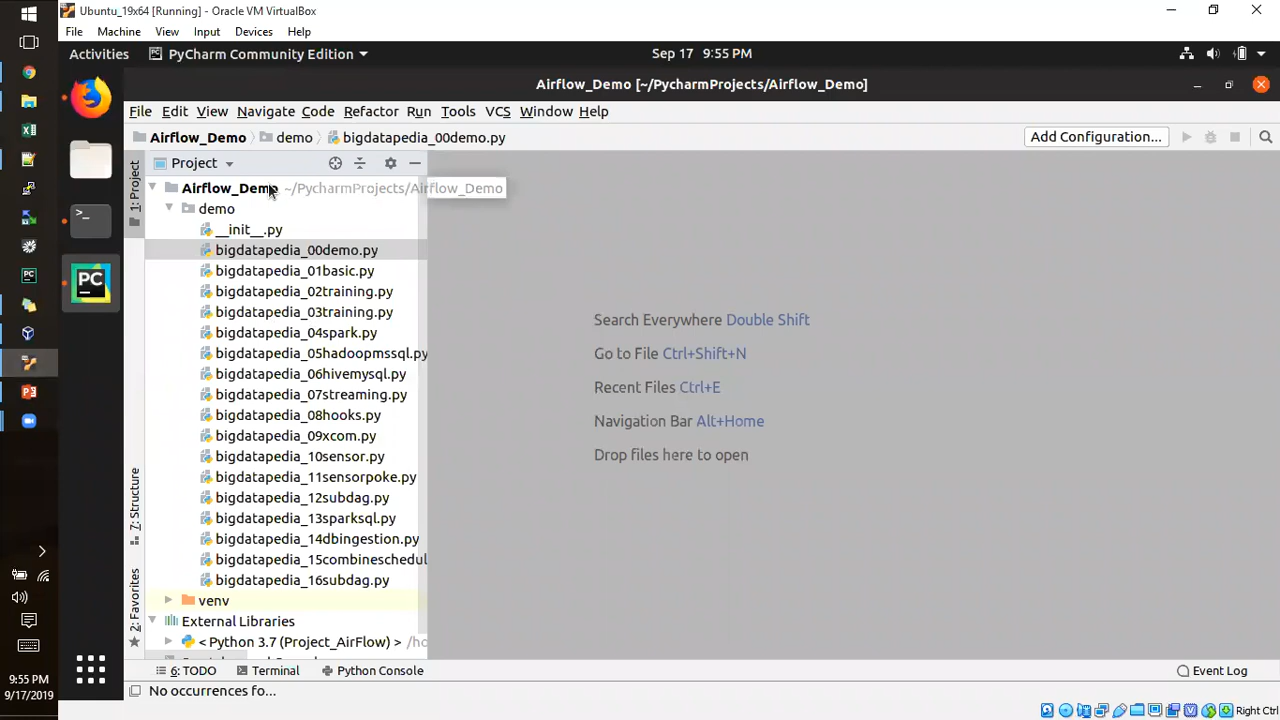 Ubuntu_19x64 [Running] - Oracle VM VirtualBox
File Machine View Input Devices Help
Activities PyCharm Community Edition Sep 17 9:55 PM
Airflow_Demo [~/PycharmProjects/Airflow_Demo]
File Edit View Navigate Code Refactor Run Tools VCS Window Help
Airflow_Demo demo bigdatapedia_00demo.py Add Configuration...
1: Project
Project
Airflow_Demo ~/PycharmProjects/Airflow_Demo
demo
__init__.py
bigdatapedia_00demo.py
bigdatapedia_01basic.py
bigdatapedia_02training.py
bigdatapedia_03training.py
bigdatapedia_04spark.py
bigdatapedia_05hadoopmssql.py
bigdatapedia_06hivemysql.py
bigdatapedia_07streaming.py
bigdatapedia_08hooks.py
bigdatapedia_09xcom.py
bigdatapedia_10sensor.py
bigdatapedia_11sensorpoke.py
bigdatapedia_12subdag.py
bigdatapedia_13sparksql.py
bigdatapedia_14dbingestion.py
bigdatapedia_15combineschedul
bigdatapedia_16subdag.py
venv
External Libraries
< Python 3.7 (Project_AirFlow) > /ho
Search Everywhere Double Shift
Go to File Ctrl+Shift+N
Recent Files Ctrl+E
Navigation Bar Alt+Home
Drop files here to open
7: Structure
2: Favorites
6: TODO Terminal Python Console Event Log
No occurrences fo...
9:55 PM
9/17/2019
Right Ctrl